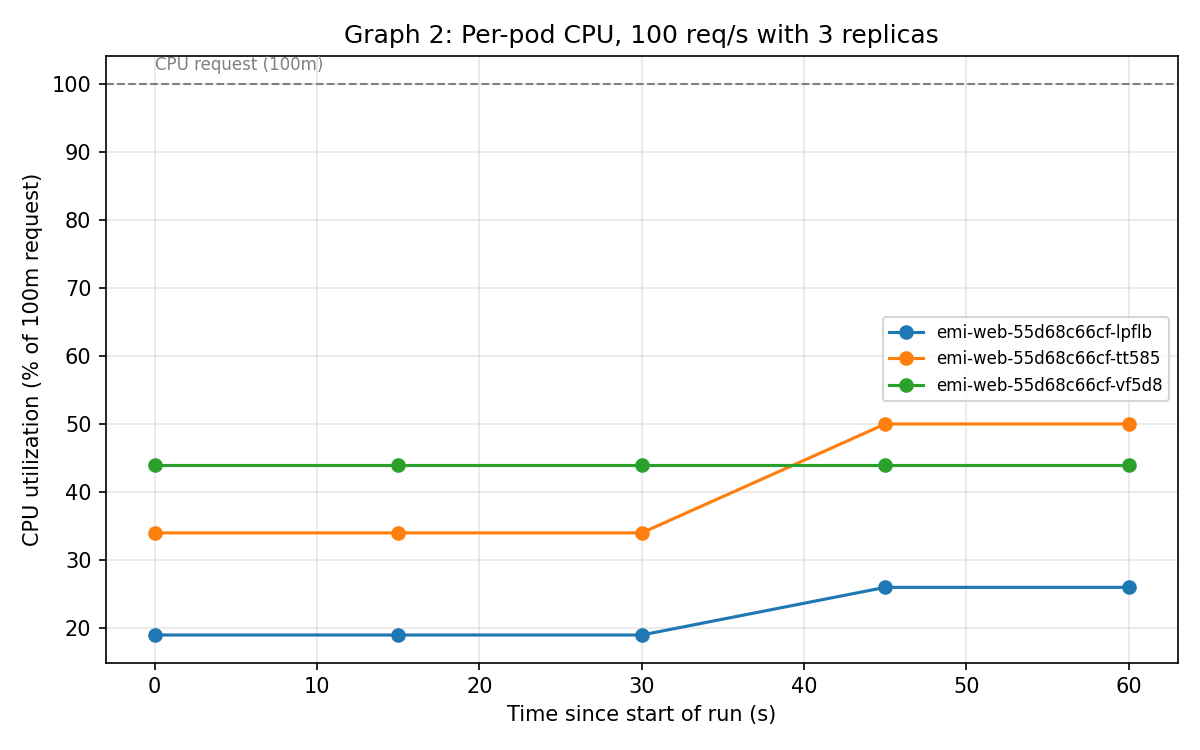 Graph 2: Per-pod CPU, 100 req/s with 3 replicas
CPU request (100m)
100
90
80
70
60
50
40
30
20
CPU utilization (% of 100m request)
emi-web-55d68c66cf-lpflb
emi-web-55d68c66cf-tt585
emi-web-55d68c66cf-vf5d8
0 10 20 30 40 50 60
Time since start of run (s)